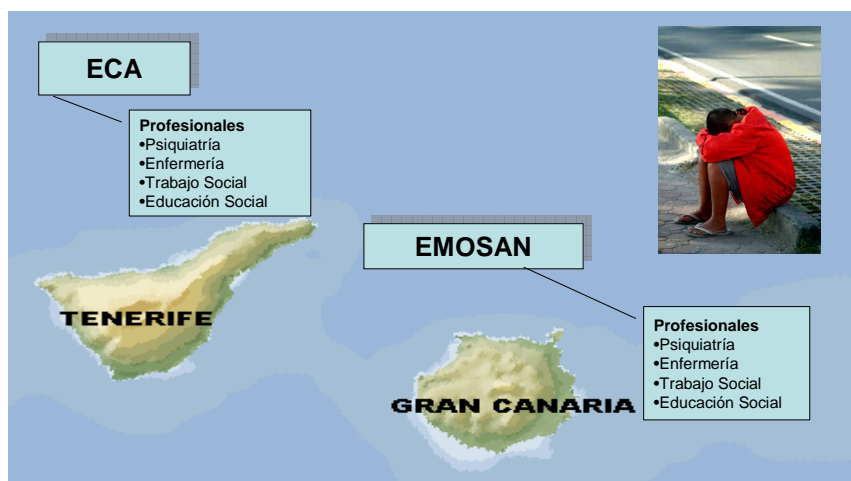 ECA
Profesionales
•Psiquiatría
•Enfermería
•Trabajo Social
•Educación Social
EMOSAN
TENERIFE
Profesionales
•Psiquiatría
•Enfermería
•Trabajo Social
•Educación Social
GRAN CANARIA